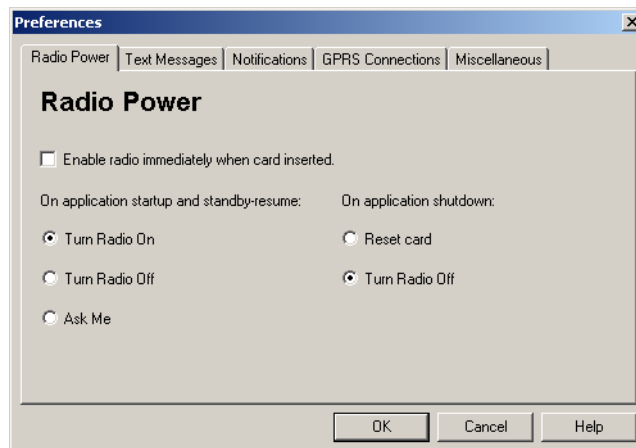 Preferences
Radio Power Text Messages Notifications GPRS Connections Miscellaneous
Radio Power
Enable radio immediately when card inserted.
On application startup and standby-resume: On application shutdown:
Turn Radio On Reset card
Turn Radio Off Turn Radio Off
Ask Me
OK Cancel Help